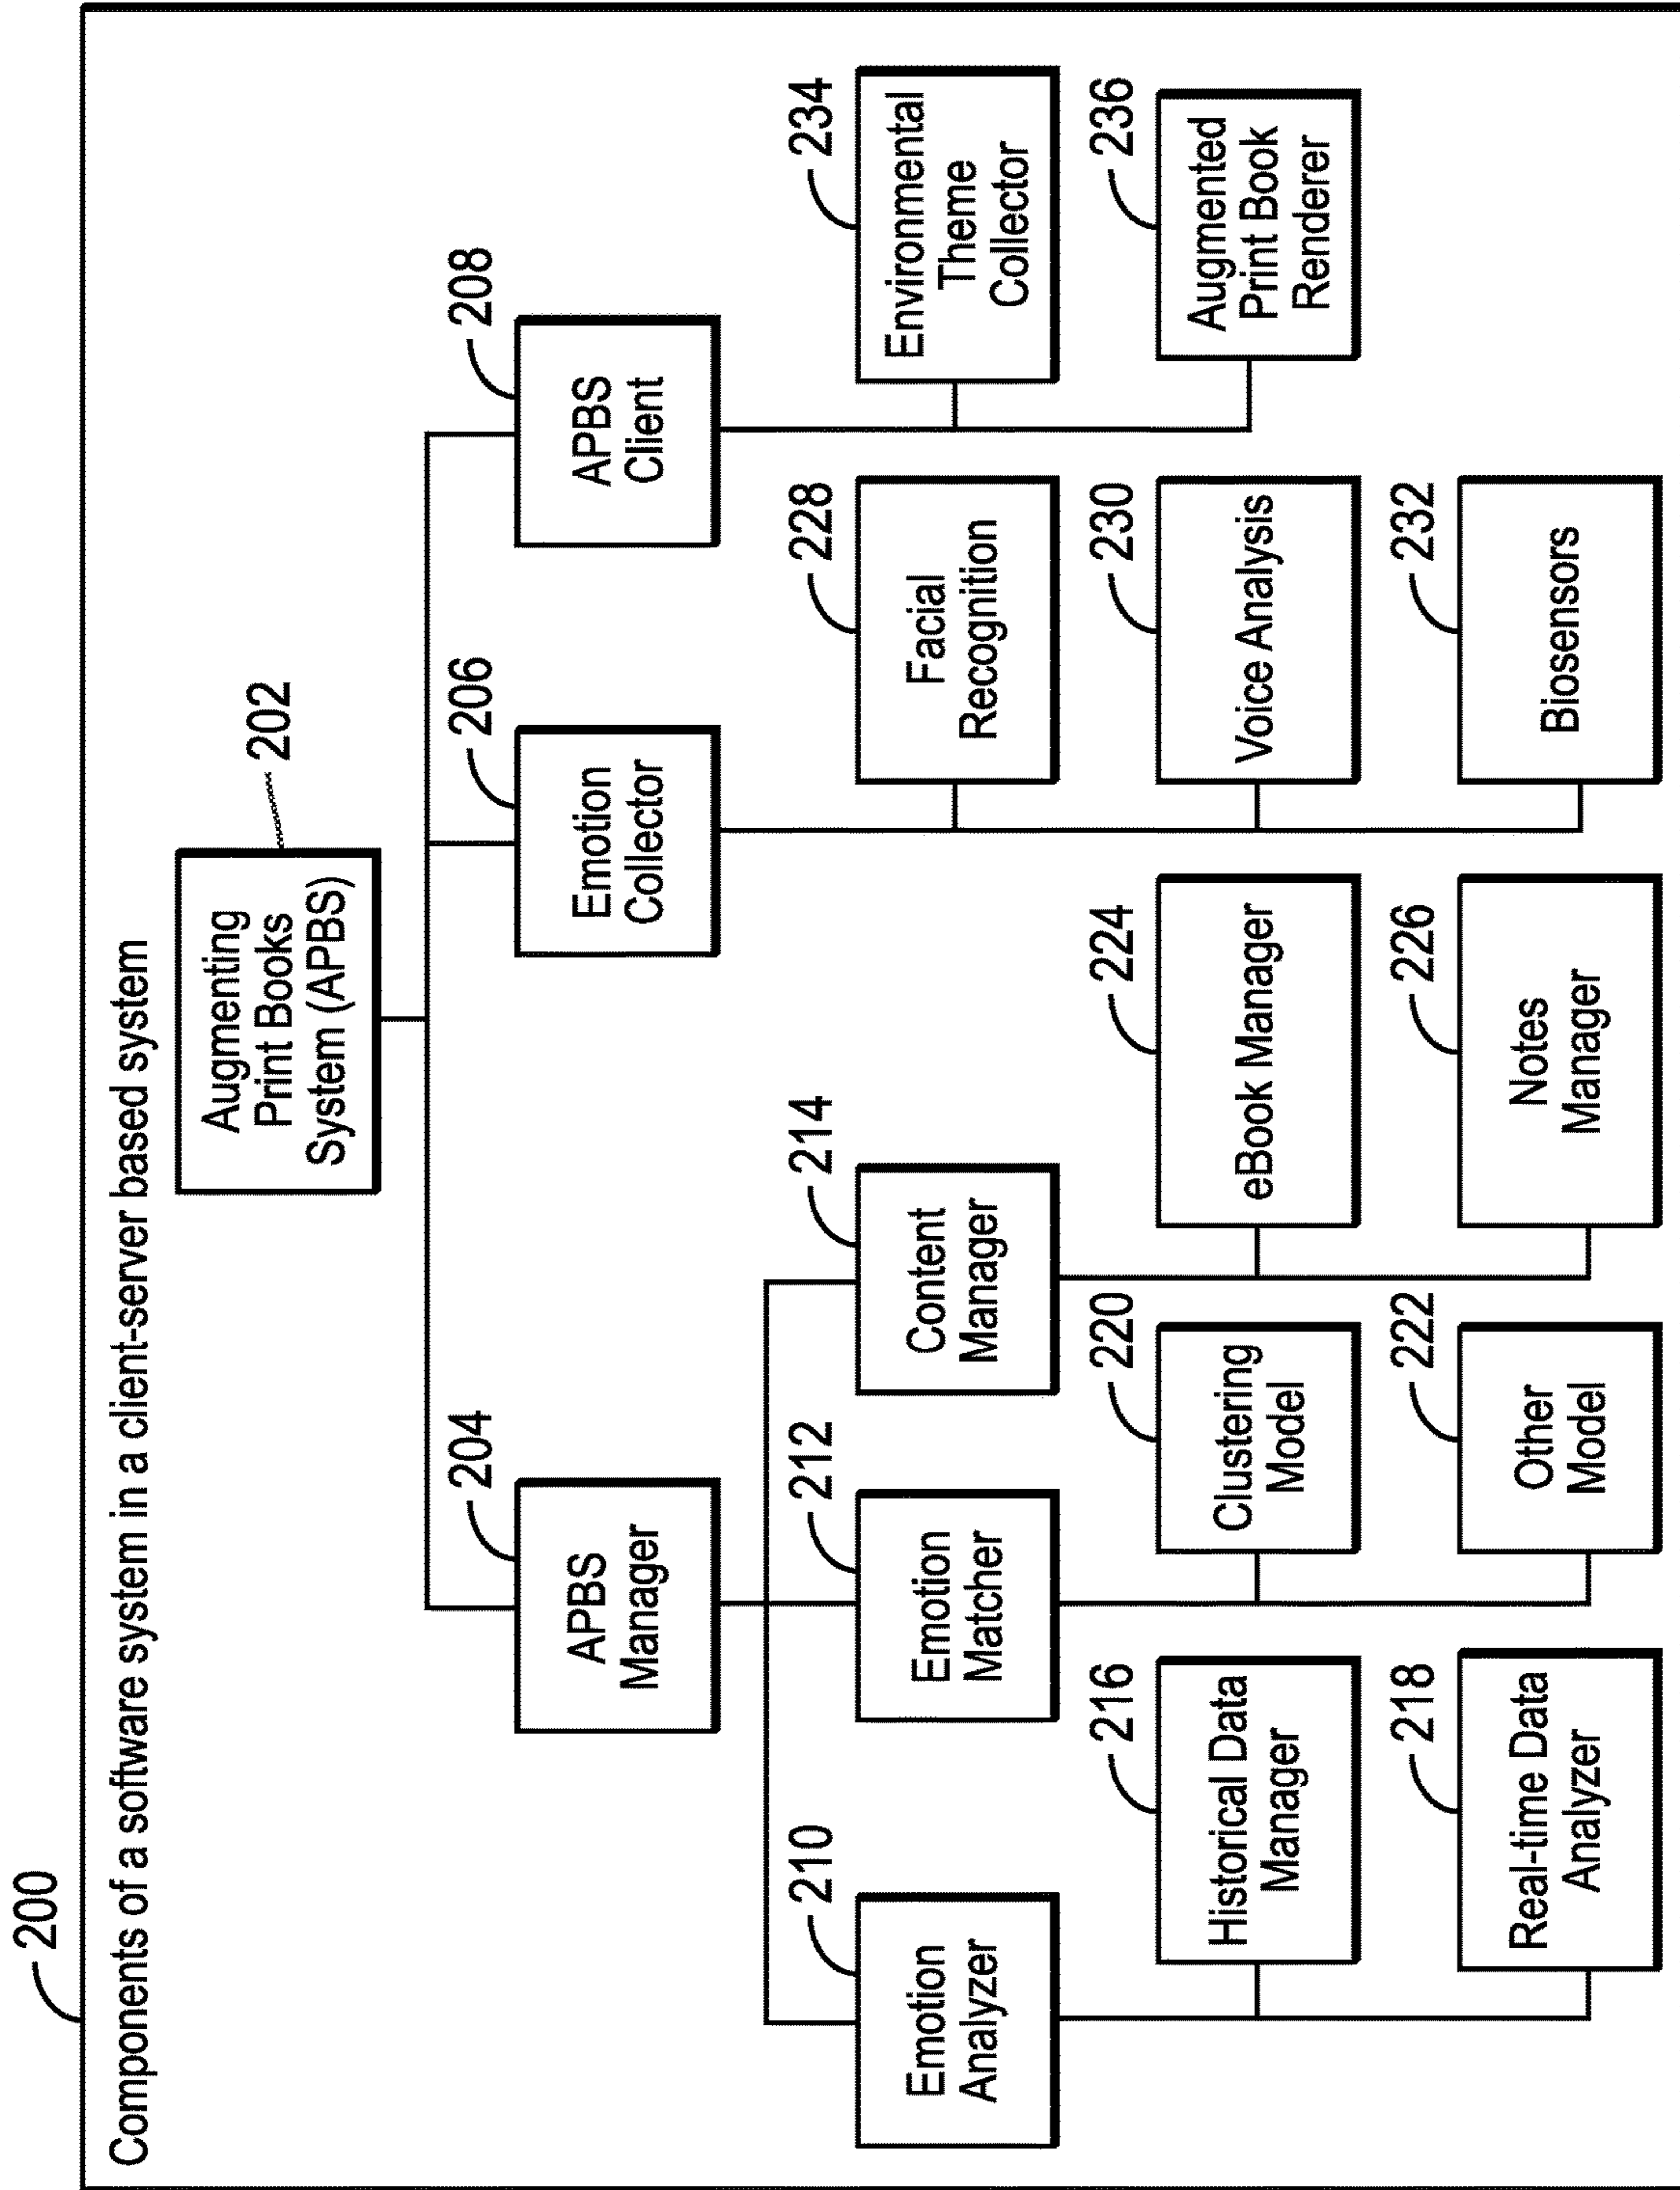 200
Components of a software system in a client-server based system
202
Augmenting
Print Books
System (APBS)
204
APBS
Manager
206
Emotion
Collector
208
APBS
Client
210
Emotion
Analyzer
212
Emotion
Matcher
214
Content
Manager
228
Facial
Recognition
234
Environmental
Theme
Collector
216
Historical Data
Manager
220
Clustering
Model
224
eBook Manager
230
Voice Analysis
236
Augmented
Print Book
Renderer
218
Real-time Data
Analyzer
222
Other
Model
226
Notes
Manager
232
Biosensors